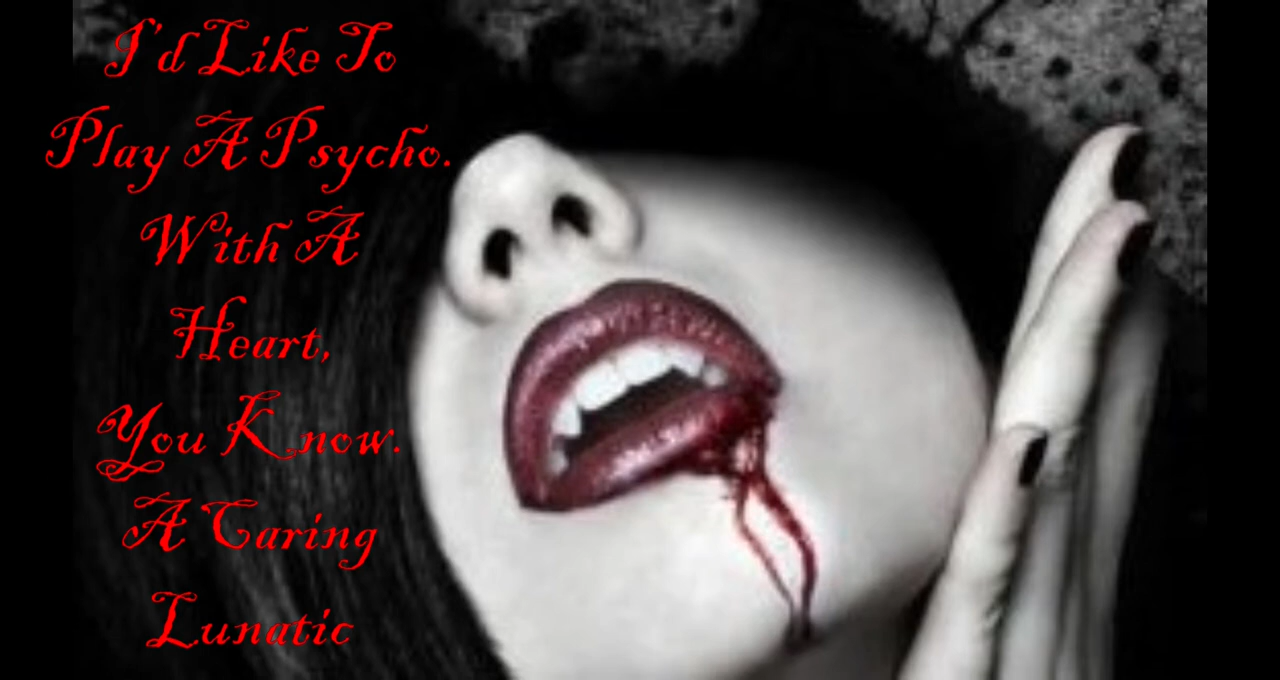 I'd Like To
Play A Psycho.
With A
Heart,
You Know.
A Caring
Lunatic